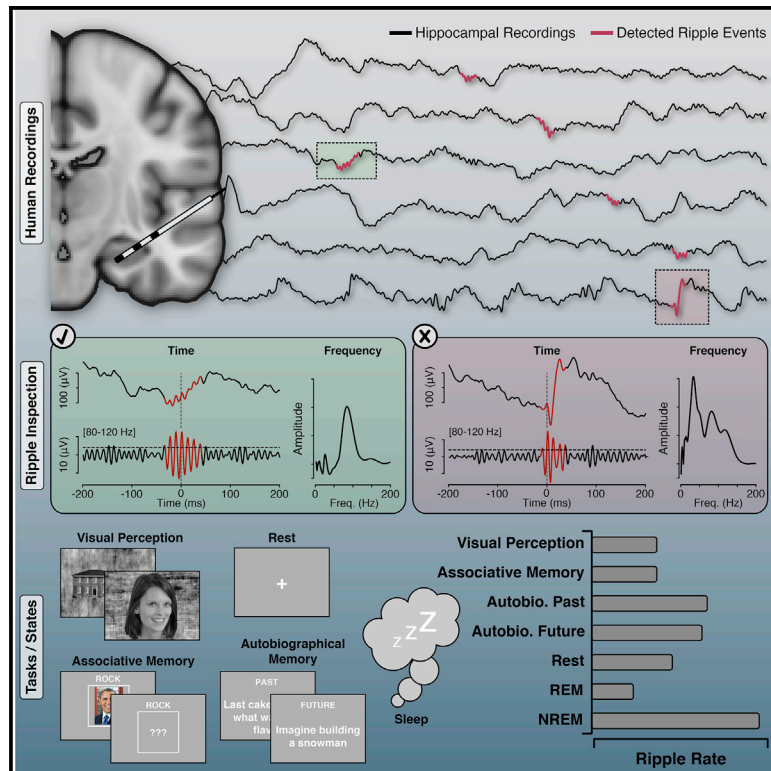 Hippocampal Recordings
Detected Ripple Events
Human Recordings
Ripple Inspection
Time
Frequency
100 (μV)
[80-120 Hz]
10 (μV)
Amplitude
-200 -100 0 100 200
Time (ms)
0 200
Freq. (Hz)
Time
Frequency
100 (μV)
[80-120 Hz]
10 (μV)
Amplitude
-200 -100 0 100 200
Time (ms)
0 200
Freq. (Hz)
Tasks / States
Visual Perception
Rest
+
Associative Memory
ROCK
ROCK
???
Autobiographical
Memory
PAST
Last cake
what wa
flav
FUTURE
Imagine building
a snowman
z z Z
Sleep
Visual Perception
Associative Memory
Autobio. Past
Autobio. Future
Rest
REM
NREM
Ripple Rate